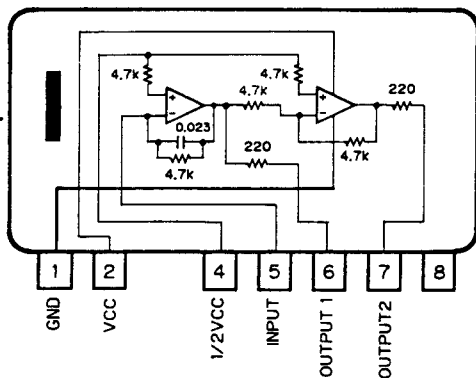 4.7k
4.7k
4.7k
220
+
−
+
−
0.023
4.7k
220
4.7k
1
2
4
5
6
7
8
GND
VCC
1/2VCC
INPUT
OUTPUT 1
OUTPUT2